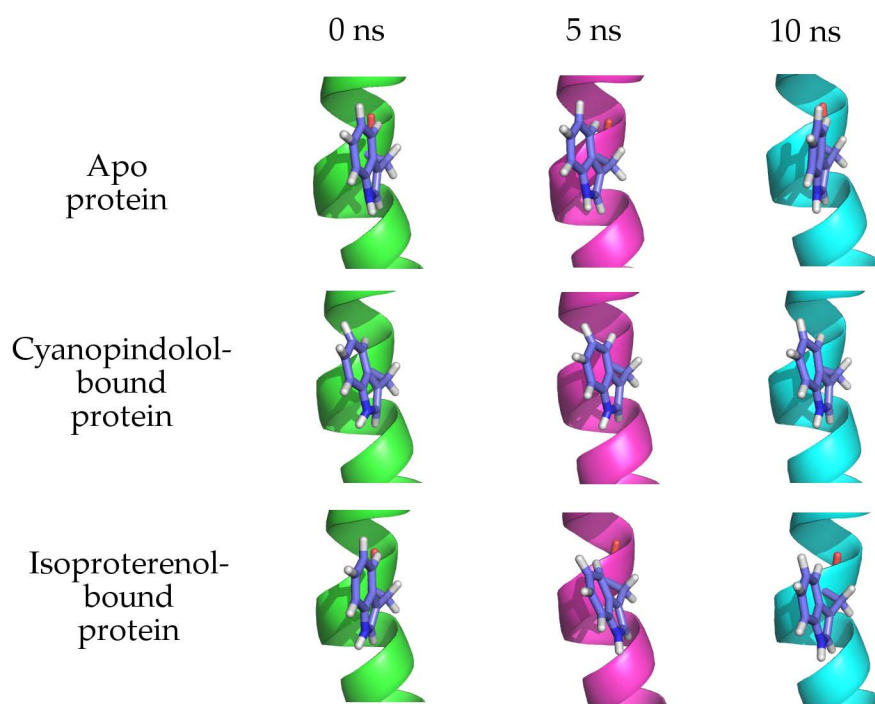 0 ns 5 ns 10 ns
Apo
protein
Cyanopindolol-
bound
protein
Isoproterenol-
bound
protein